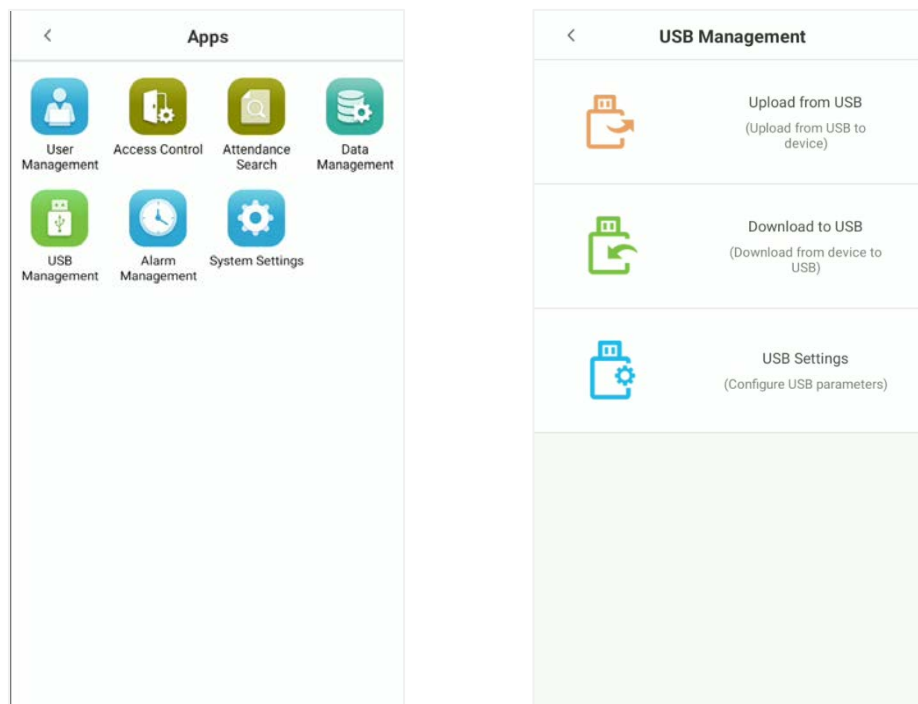 Apps
User
Management
Access Control
Attendance
Search
Data
Management
USB
Management
Alarm
Management
System Settings
USB Management
Upload from USB
(Upload from USB to
device)
Download to USB
(Download from device to
USB)
USB Settings
(Configure USB parameters)